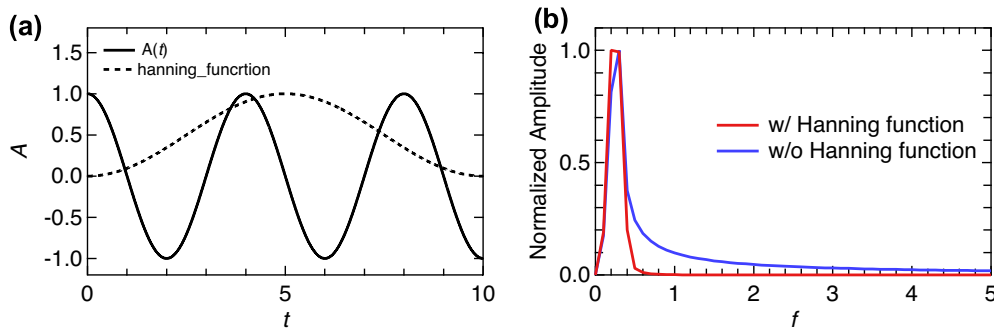 (a)
1.5
1.0
0.5
0.0
-0.5
-1.0
A
A(t)
hanning_funcrtion
0
5
10
t
(b)
1.0
0.5
0.0
Normalized Amplitude
w/ Hanning function
w/o Hanning function
0
1
2
3
4
5
f